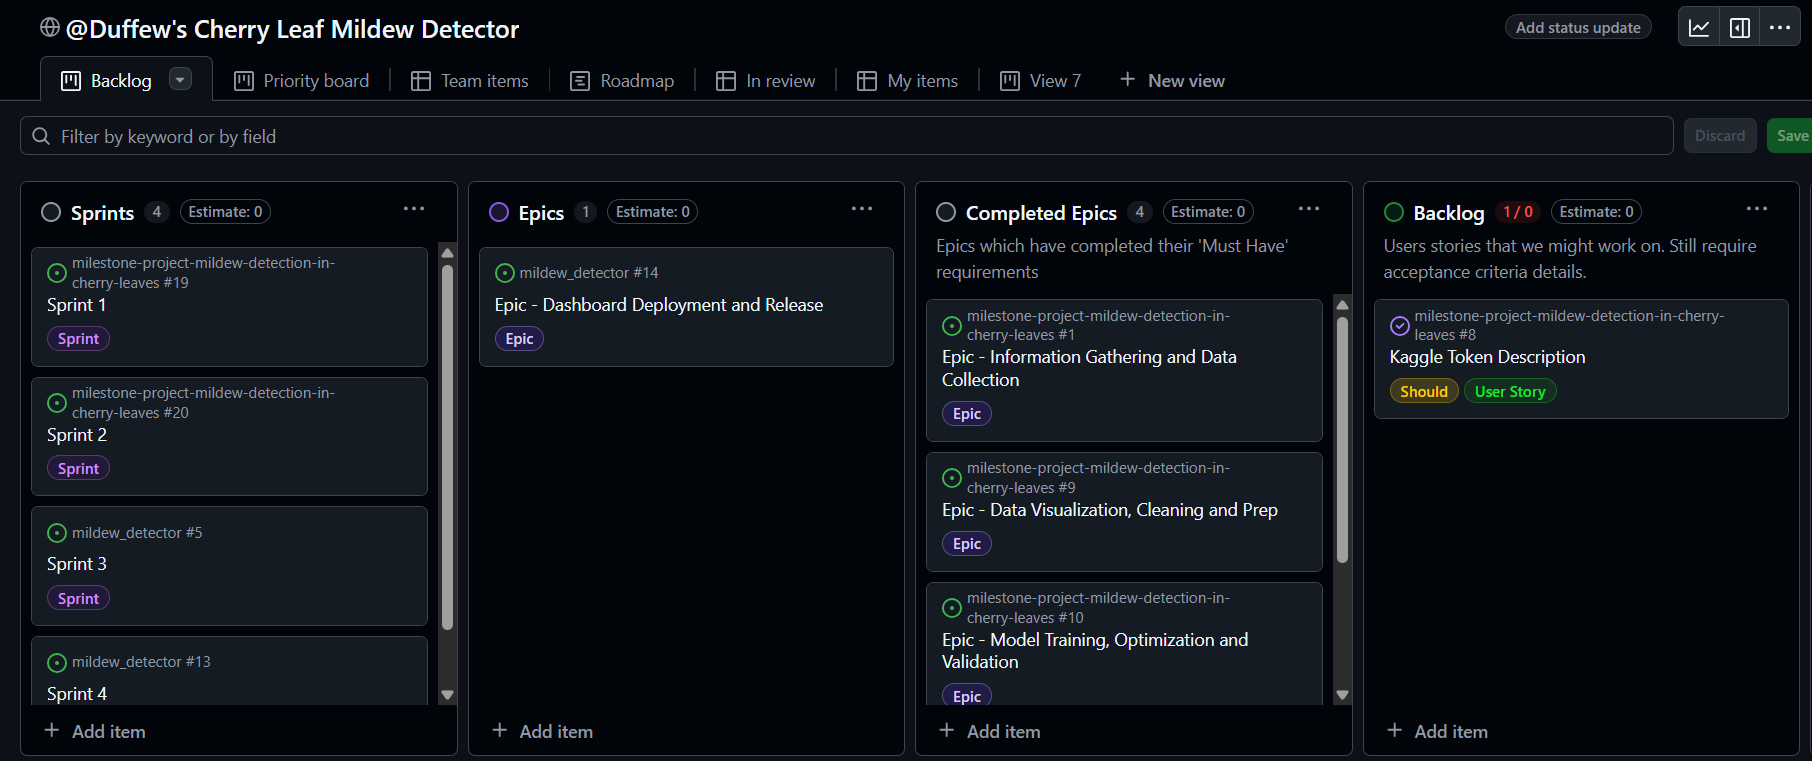 @Duffew's Cherry Leaf Mildew Detector
Add status update
Backlog
Priority board
Team items
Roadmap
In review
My items
View 7
New view
Filter by keyword or by field
Discard
Save
Sprints 4 Estimate: 0
milestone-project-mildew-detection-in-
cherry-leaves #19
Sprint 1
Sprint
milestone-project-mildew-detection-in-
cherry-leaves #20
Sprint 2
Sprint
mildew_detector #5
Sprint 3
Sprint
mildew_detector #13
Sprint 4
Add item
Epics 1 Estimate: 0
mildew_detector #14
Epic - Dashboard Deployment and Release
Epic
Add item
Completed Epics 4 Estimate: 0
Epics which have completed their 'Must Have'
requirements
milestone-project-mildew-detection-in-
cherry-leaves #1
Epic - Information Gathering and Data
Collection
Epic
milestone-project-mildew-detection-in-
cherry-leaves #9
Epic - Data Visualization, Cleaning and Prep
Epic
milestone-project-mildew-detection-in-
cherry-leaves #10
Epic - Model Training, Optimization and
Validation
Epic
Add item
Backlog 1 / 0 Estimate: 0
Users stories that we might work on. Still require
acceptance criteria details.
milestone-project-mildew-detection-in-cherry-
leaves #8
Kaggle Token Description
Should User Story
Add item